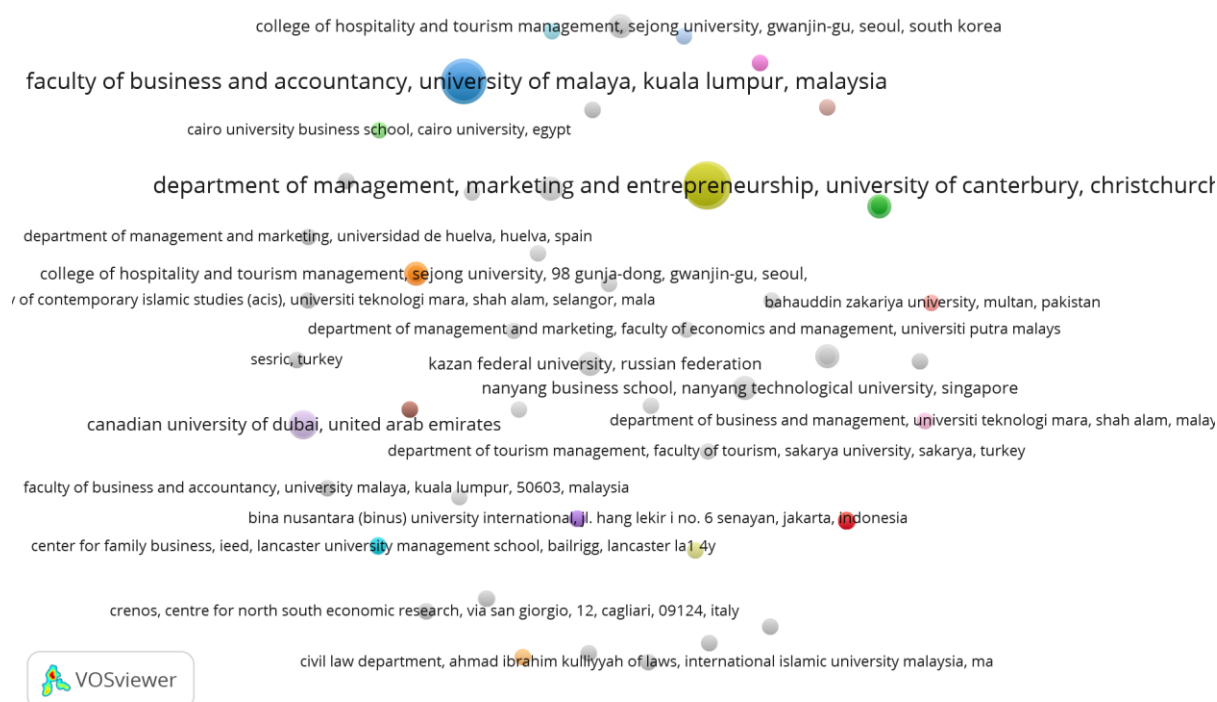 college of hospitality and tourism management, sejong university, gwanjin-gu, seoul, south korea
faculty of business and accountancy, university of malaya, kuala lumpur, malaysia
cairo university business school, cairo university, egypt
department of management, marketing and entrepreneurship, university of canterbury, christchurch
department of management and marketing, universidad de huelva, huelva, spain
college of hospitality and tourism management, sejong university, 98 gunja-dong, gwanjin-gu, seoul,
y of contemporary islamic studies (acis), universiti teknologi mara, shah alam, selangor, mala
bahauddin zakariya university, multan, pakistan
department of management and marketing, faculty of economics and management, universiti putra malays
sesric, turkey
kazan federal university, russian federation
nanyang business school, nanyang technological university, singapore
canadian university of dubai, united arab emirates
department of business and management, universiti teknologi mara, shah alam, malay
department of tourism management, faculty of tourism, sakarya university, sakarya, turkey
faculty of business and accountancy, university malaya, kuala lumpur, 50603, malaysia
bina nusantara (binus) university international, jl. hang lekir i no. 6 senayan, jakarta, indonesia
center for family business, ieed, lancaster university management school, bailrigg, lancaster la1 4y
crenos, centre for north south economic research, via san giorgio, 12, cagliari, 09124, italy
civil law department, ahmad ibrahim kulliyyah of laws, international islamic university malaysia, ma
VOSviewer